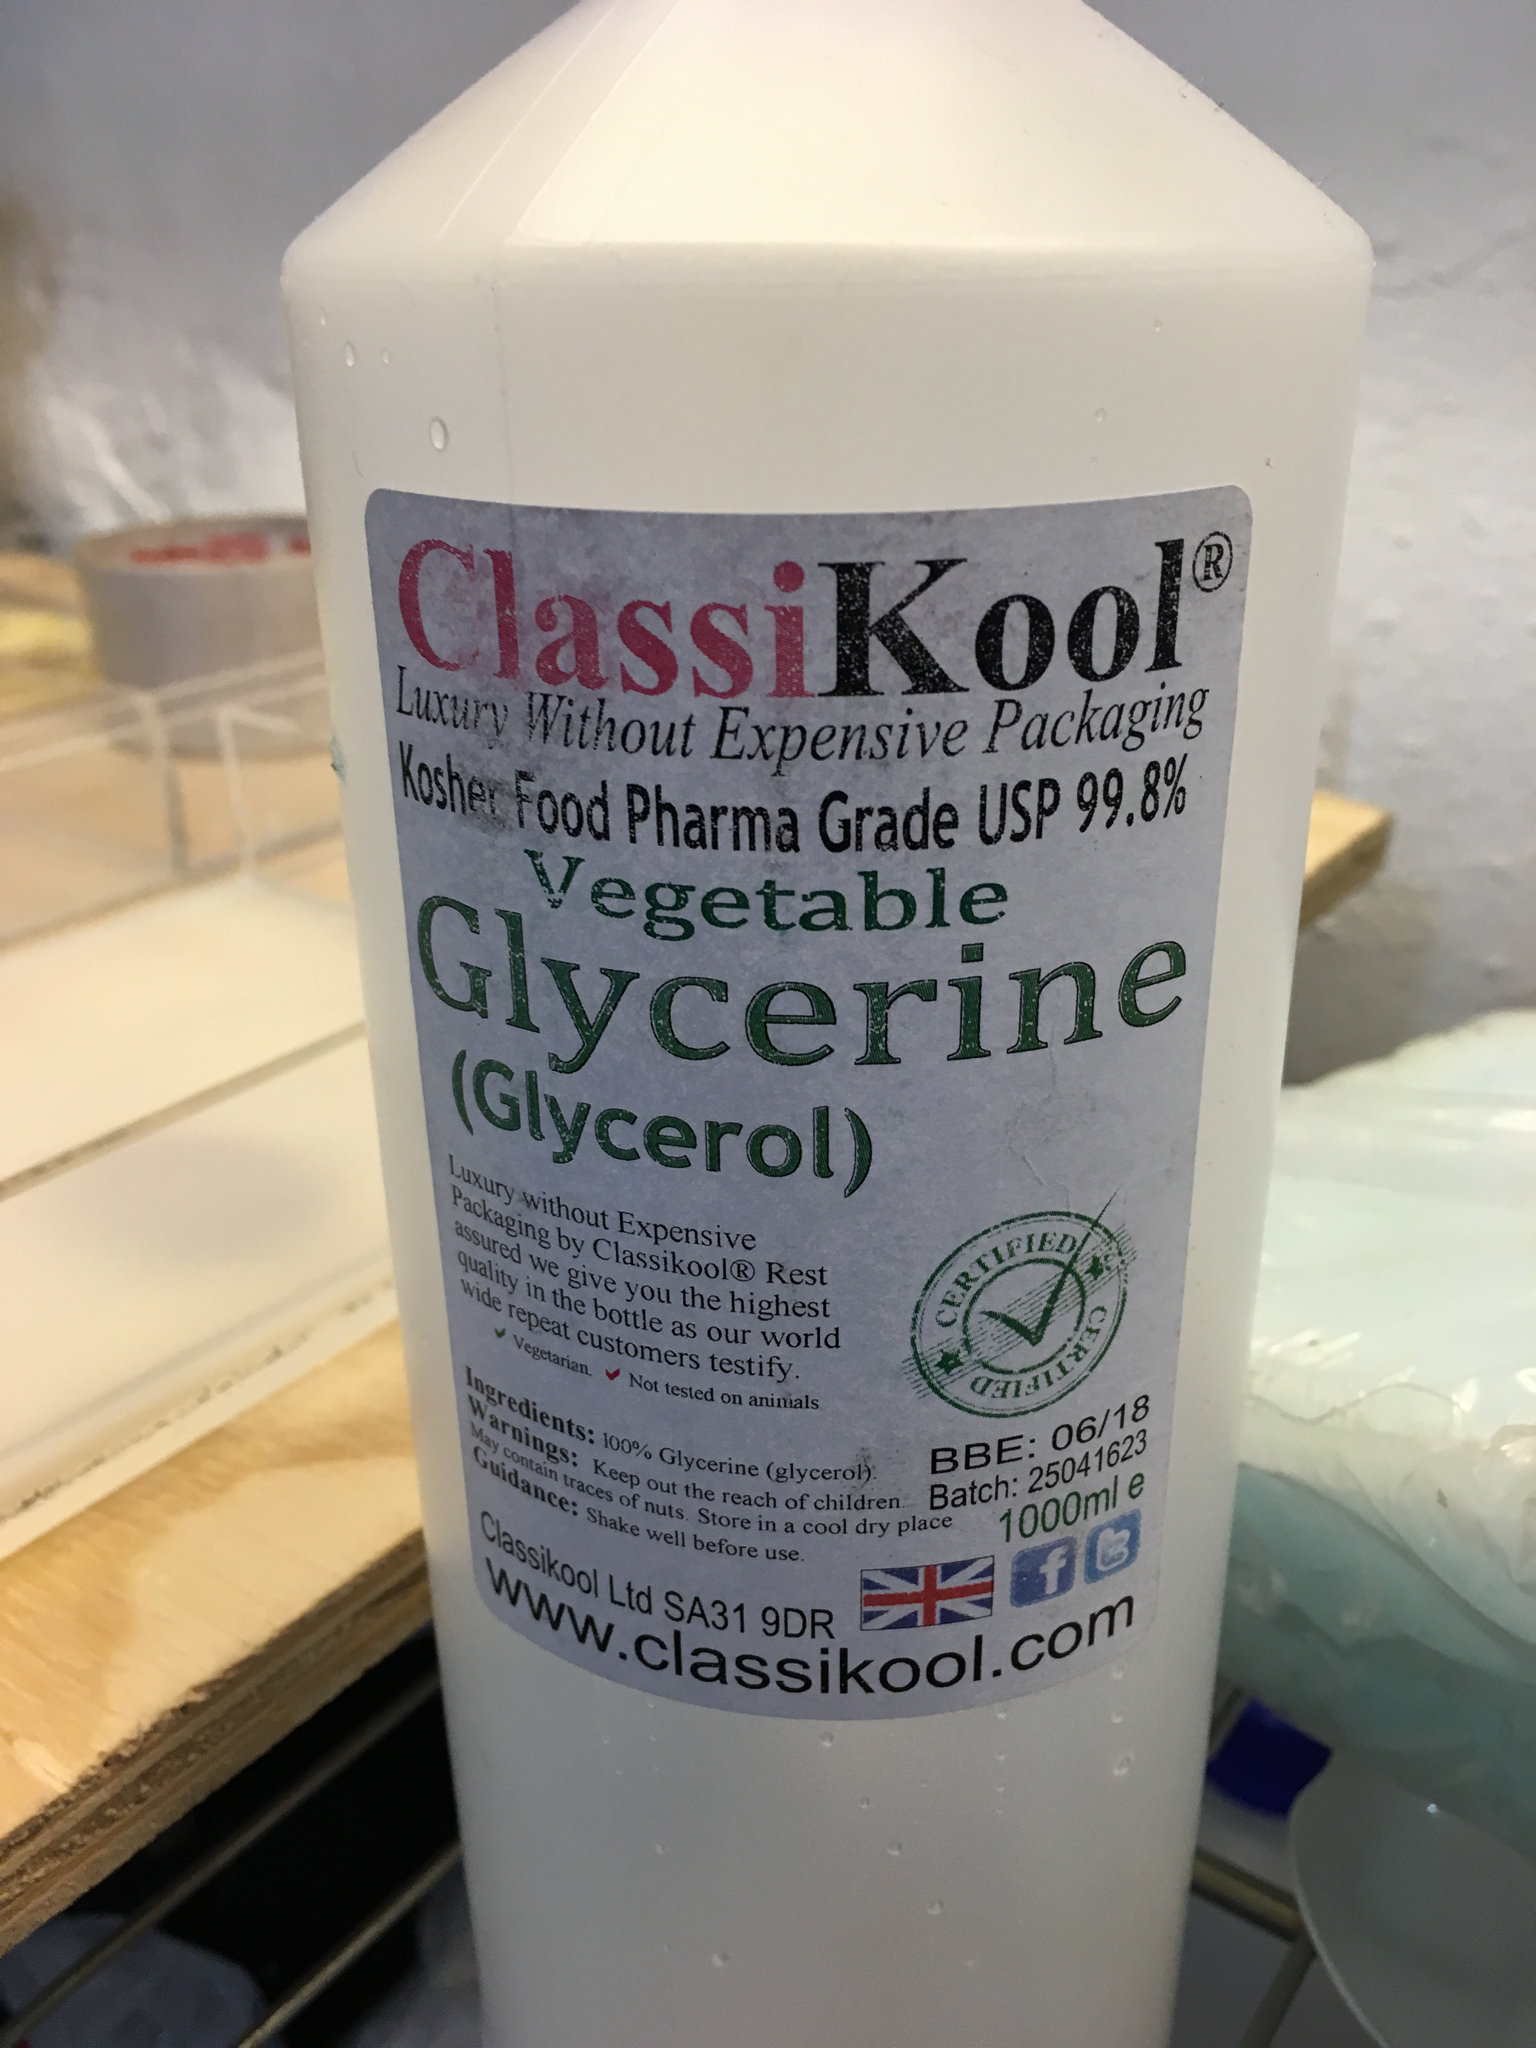 ClassiKool®
Luxury Without Expensive Packaging
Kosher Food Pharma Grade USP 99.8%
Vegetable
Glycerine
(Glycerol)
Luxury without Expensive
Packaging by Classikool® Rest
assured we give you the highest
quality in the bottle as our world
wide repeat customers testify.
Vegetarian. Not tested on animals
CERTIFIED
CERTIFIED
CERTIFIED
Ingredients: 100% Glycerine (glycerol).
Warnings: Keep out the reach of children.
May contain traces of nuts. Store in a cool dry place
Guidance: Shake well before use.
BBE: 06/18
Batch: 25041623
1000ml e
Classikool Ltd SA31 9DR
f
www.classikool.com